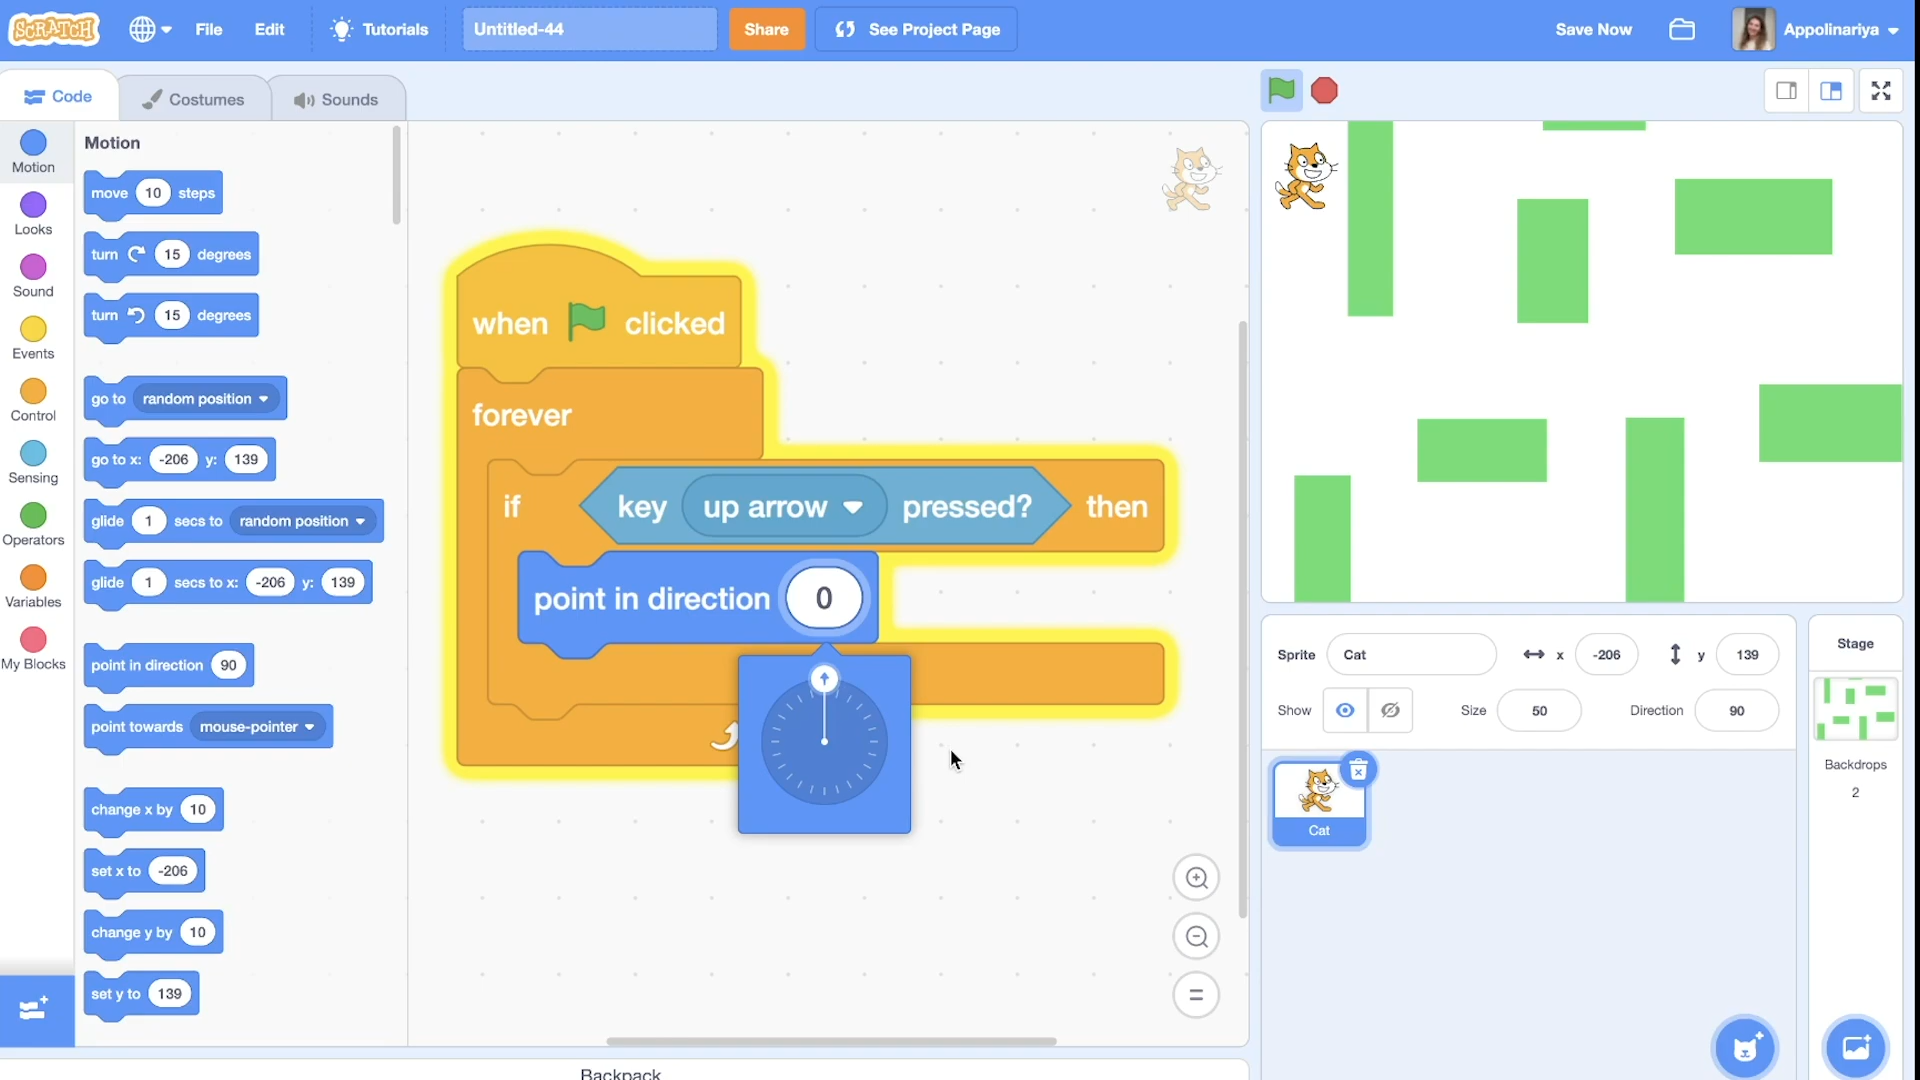 SCRATCH File Edit Tutorials Untitled-44 Share See Project Page Save Now Appolinariya
Code Costumes Sounds
Motion
Looks
Sound
Events
Control
Sensing
Operators
Variables
My Blocks
Motion
move 10 steps
turn 15 degrees
turn 15 degrees
go to random position
go to x: -206 y: 139
glide 1 secs to random position
glide 1 secs to x: -206 y: 139
point in direction 90
point towards mouse-pointer
change x by 10
set x to -206
change y by 10
set y to 139
when clicked
forever
if key up arrow pressed? then
point in direction 0
Backpack
Sprite Cat x -206 y 139
Show Size 50 Direction 90
Cat
Stage
Backdrops
2